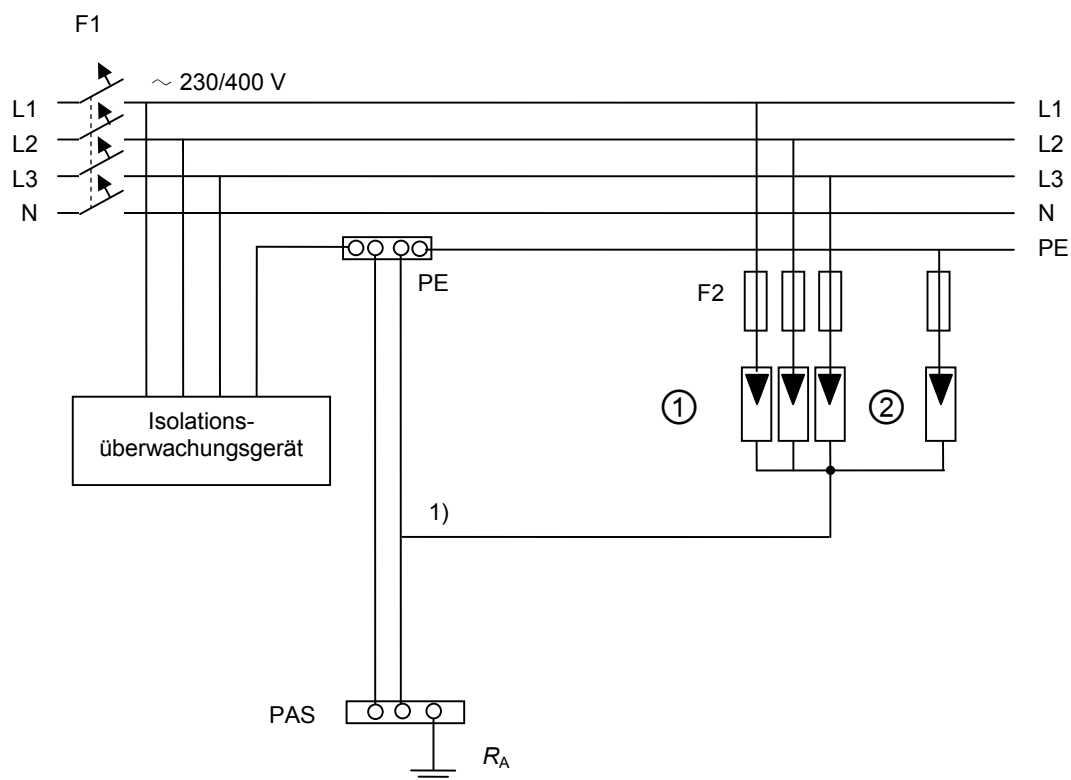 F1
~ 230/400 V
L1 L1
L2 L2
L3 L3
N N
PE
PE
F2
① ②
Isolations-
überwachungsgerät
1)
PAS
RA